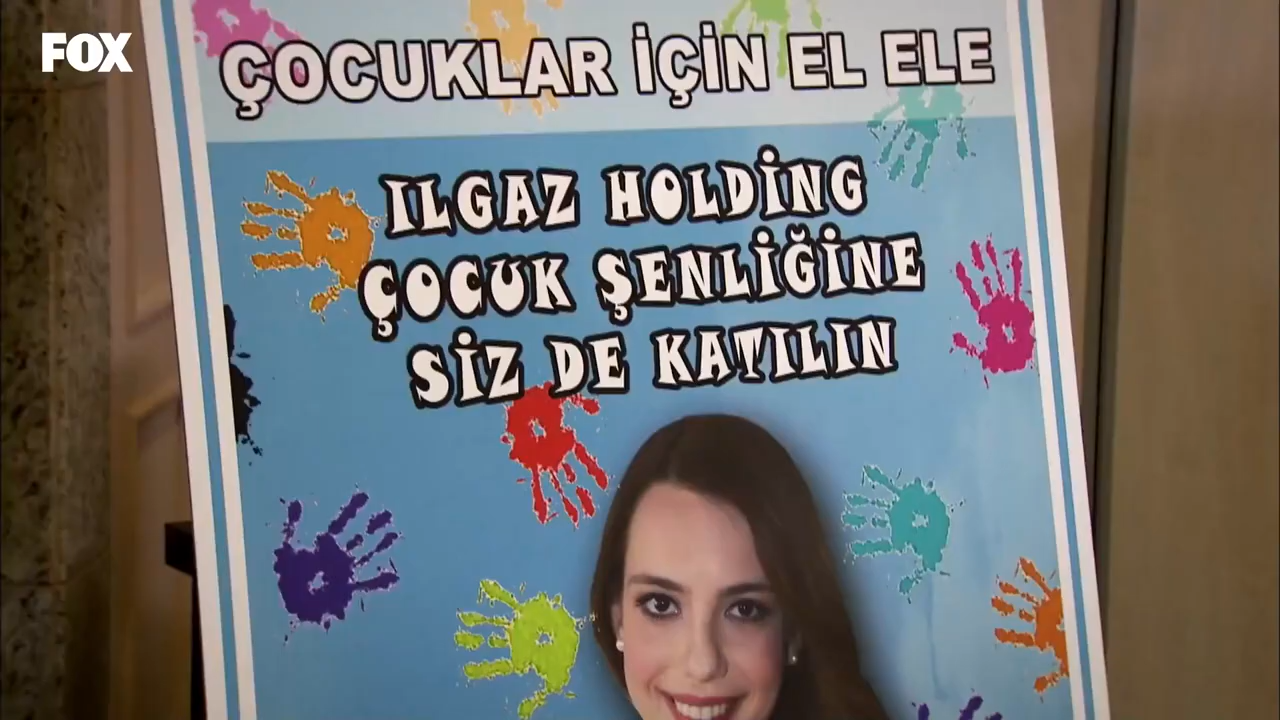 FOX
ÇOCUKLAR İÇİN EL ELE
ILGAZ HOLDİNG
ÇOCUK ŞENLİĞİNE
SİZ DE KATILIN